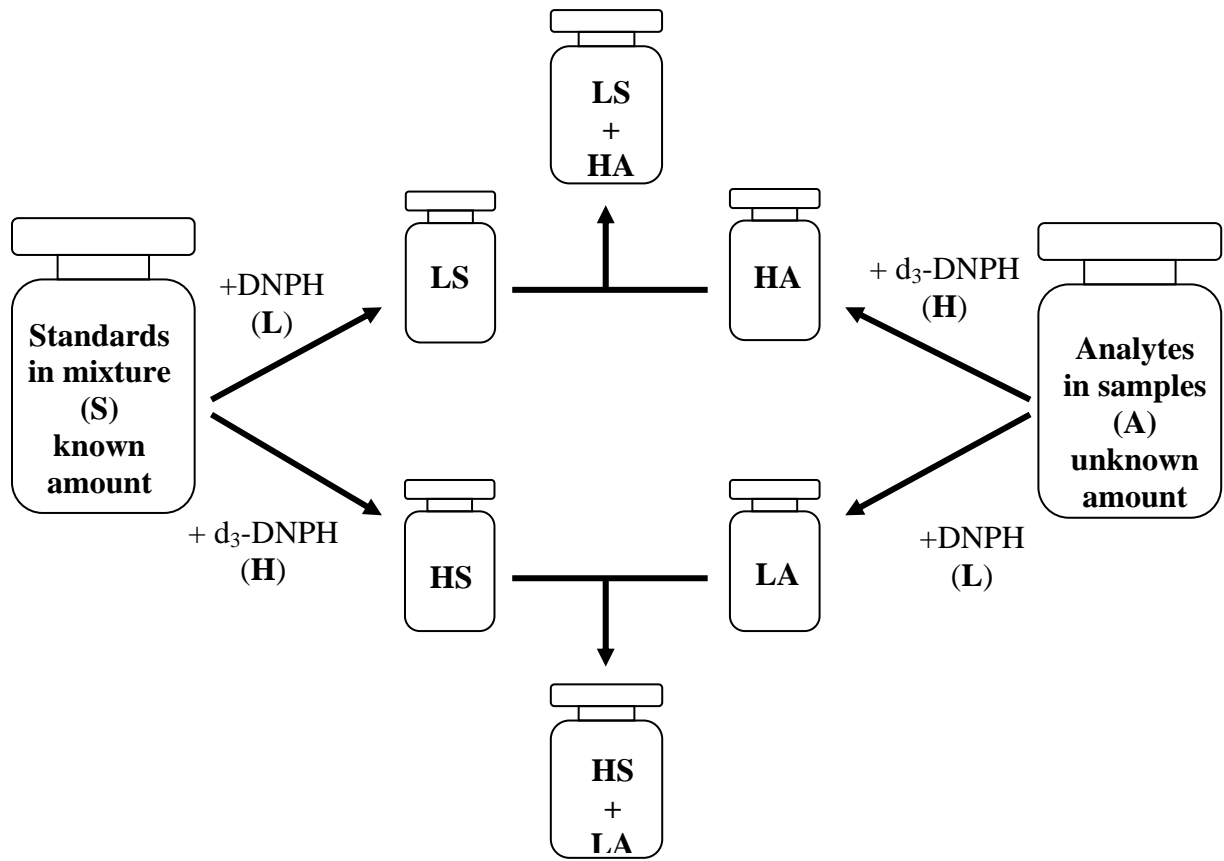 LS
+
HA
+DNPH
(L)
LS
HA
+ d₃-DNPH
(H)
Standards
in mixture
(S)
known
amount
Analytes
in samples
(A)
unknown
amount
+ d₃-DNPH
(H)
HS
LA
+DNPH
(L)
HS
+
LA